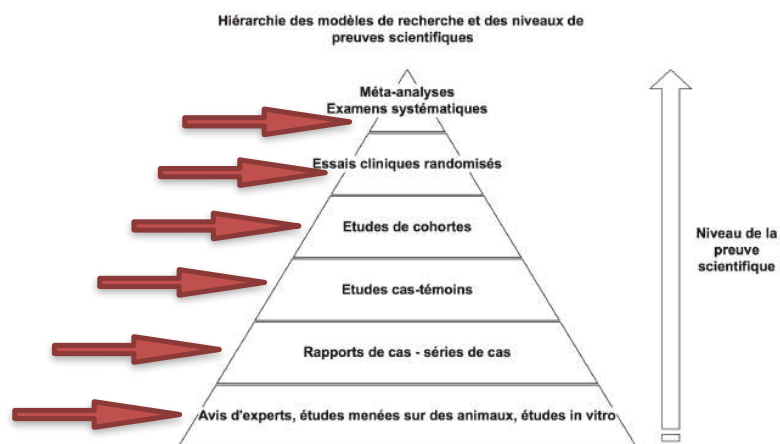 Hiérarchie des modèles de recherche et des niveaux de
preuves scientifiques
Méta-analyses
Examens systématiques
Essais cliniques randomisés
Etudes de cohortes
Etudes cas-témoins
Rapports de cas - séries de cas
Avis d'experts, études menées sur des animaux, études in vitro
Niveau de la
preuve
scientifique